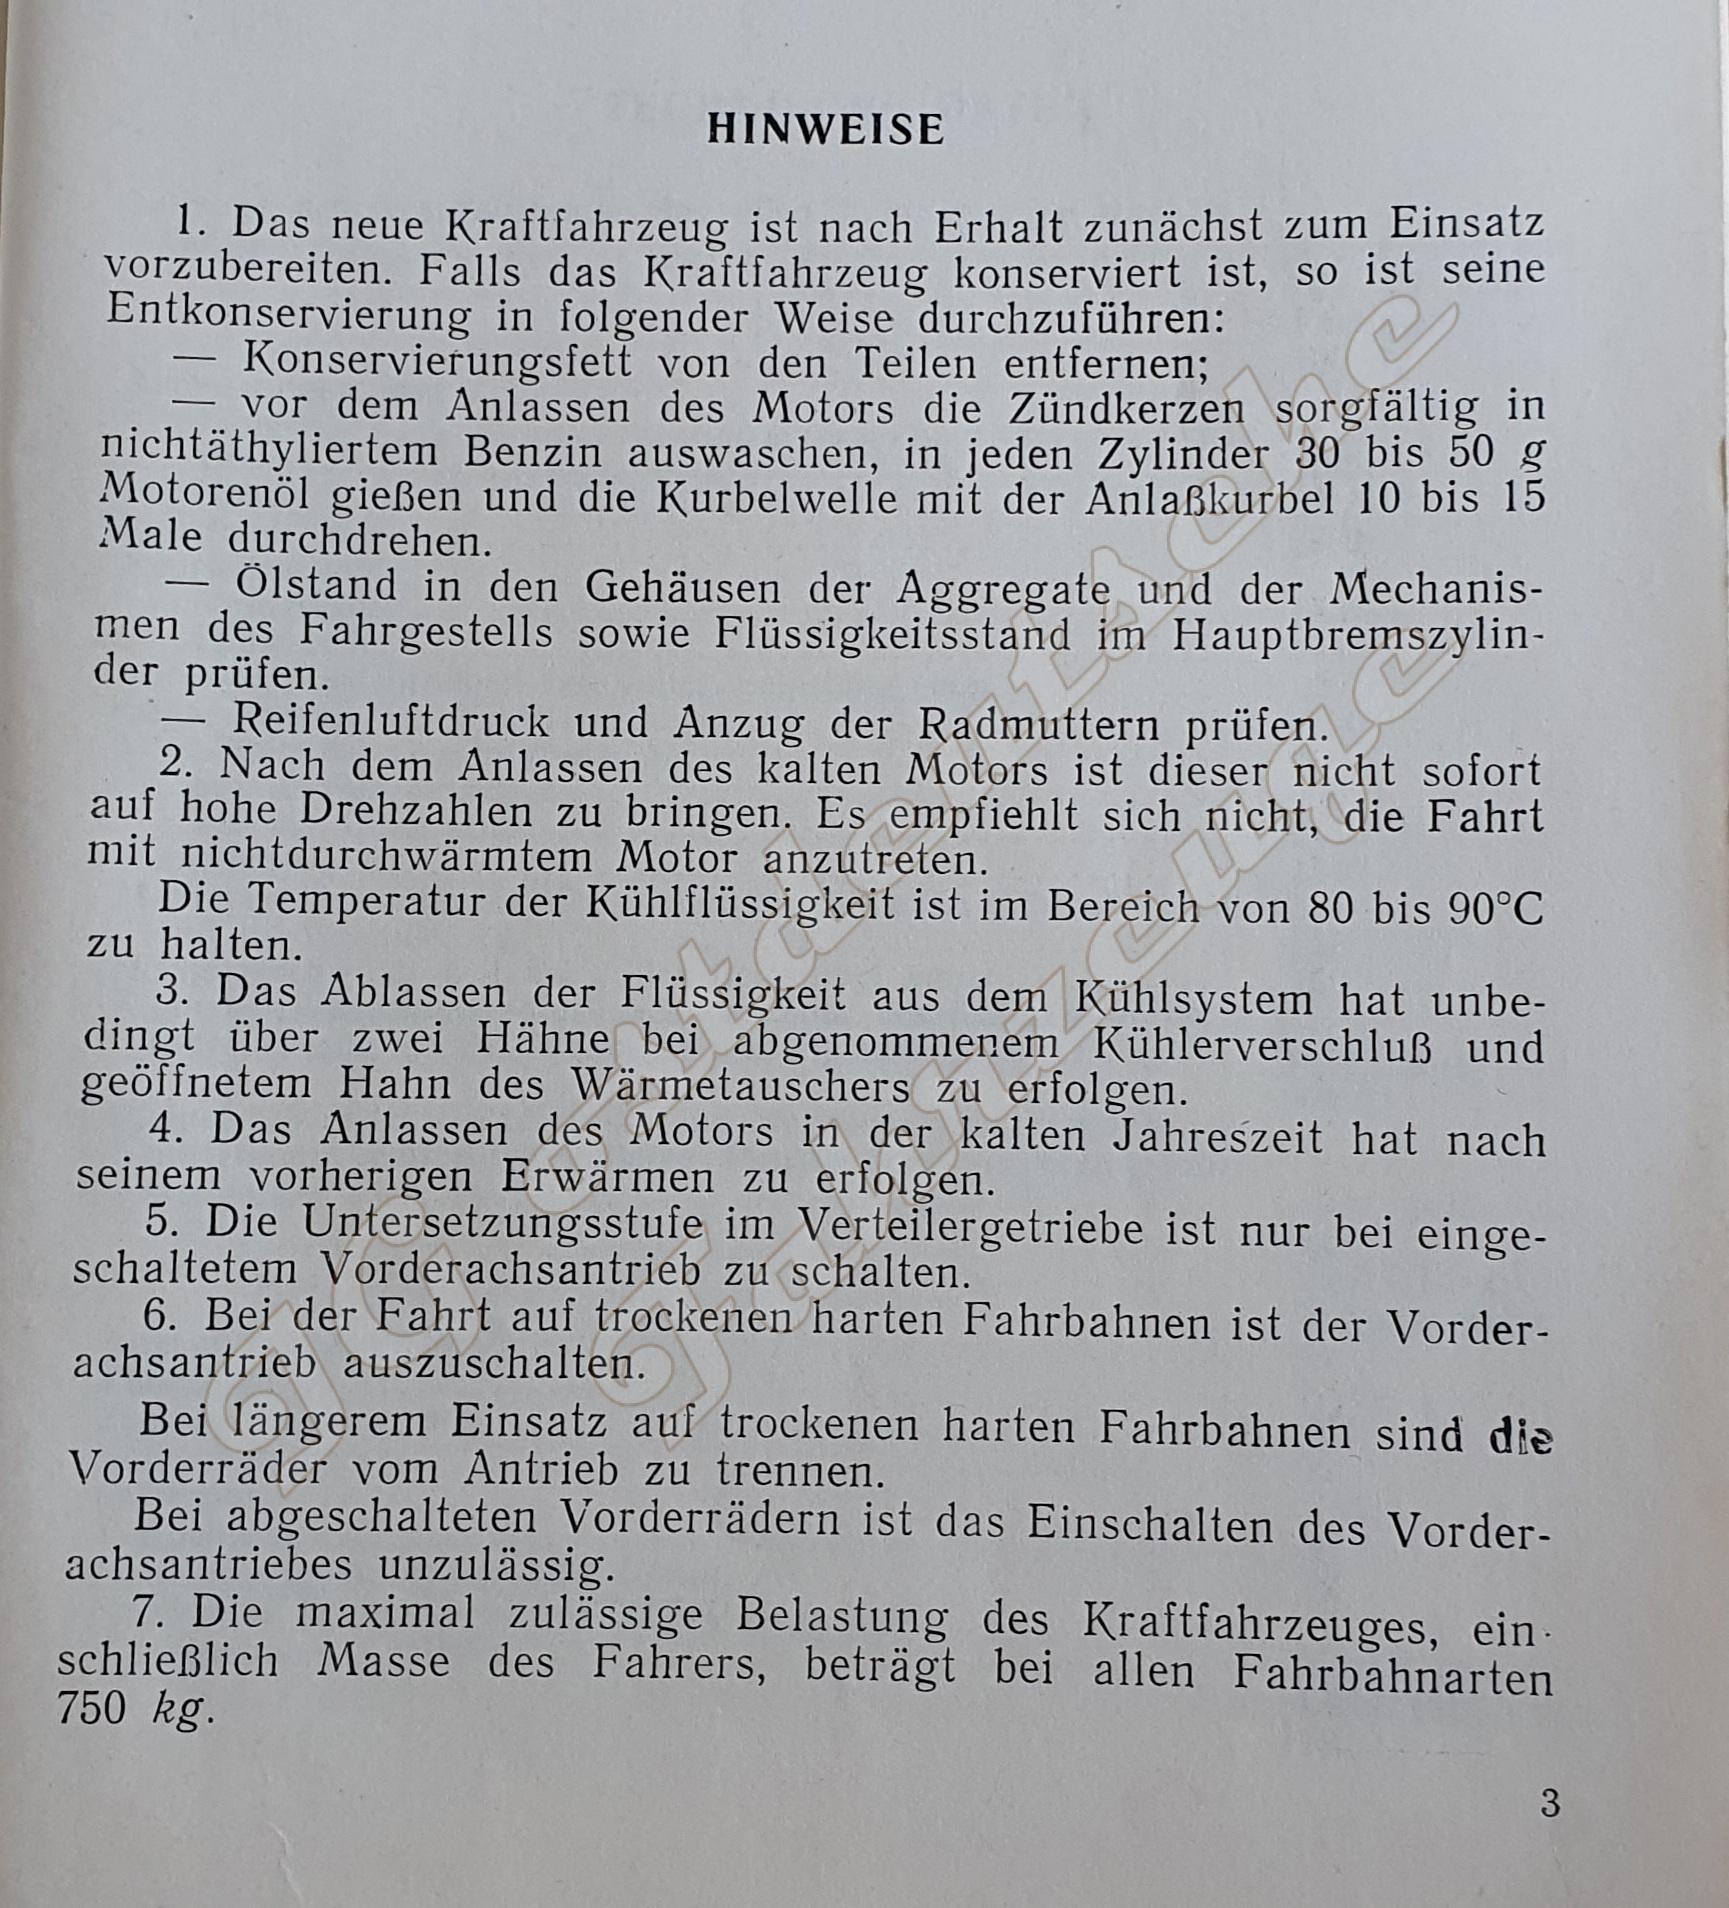 HINWEISE
1. Das neue Kraftfahrzeug ist nach Erhalt zunächst zum Einsatz
vorzubereiten. Falls das Kraftfahrzeug konserviert ist, so ist seine
Entkonservierung in folgender Weise durchzuführen:
— Konservierungsfett von den Teilen entfernen;
— vor dem Anlassen des Motors die Zündkerzen sorgfältig in
nichtäthyliertem Benzin auswaschen, in jeden Zylinder 30 bis 50 g
Motorenöl gießen und die Kurbelwelle mit der Anlaßkurbel 10 bis 15
Male durchdrehen.
— Ölstand in den Gehäusen der Aggregate und der Mechanis-
men des Fahrgestells sowie Flüssigkeitsstand im Hauptbremszylin-
der prüfen.
— Reifenluftdruck und Anzug der Radmuttern prüfen.
2. Nach dem Anlassen des kalten Motors ist dieser nicht sofort
auf hohe Drehzahlen zu bringen. Es empfiehlt sich nicht, die Fahrt
mit nichtdurchwärmtem Motor anzutreten.
Die Temperatur der Kühlflüssigkeit ist im Bereich von 80 bis 90°C
zu halten.
3. Das Ablassen der Flüssigkeit aus dem Kühlsystem hat unbe-
dingt über zwei Hähne bei abgenommenem Kühlerverschluß und
geöffnetem Hahn des Wärmetauschers zu erfolgen.
4. Das Anlassen des Motors in der kalten Jahreszeit hat nach
seinem vorherigen Erwärmen zu erfolgen.
5. Die Untersetzungsstufe im Verteilergetriebe ist nur bei einge-
schaltetem Vorderachsantrieb zu schalten.
6. Bei der Fahrt auf trockenen harten Fahrbahnen ist der Vorder-
achsantrieb auszuschalten.
Bei längerem Einsatz auf trockenen harten Fahrbahnen sind die
Vorderräder vom Antrieb zu trennen.
Bei abgeschalteten Vorderrädern ist das Einschalten des Vorder-
achsantriebes unzulässig.
7. Die maximal zulässige Belastung des Kraftfahrzeuges, ein-
schließlich Masse des Fahrers, beträgt bei allen Fahrbahnarten
750 kg.
3
gg ostdeutsche
Fahrzeuge